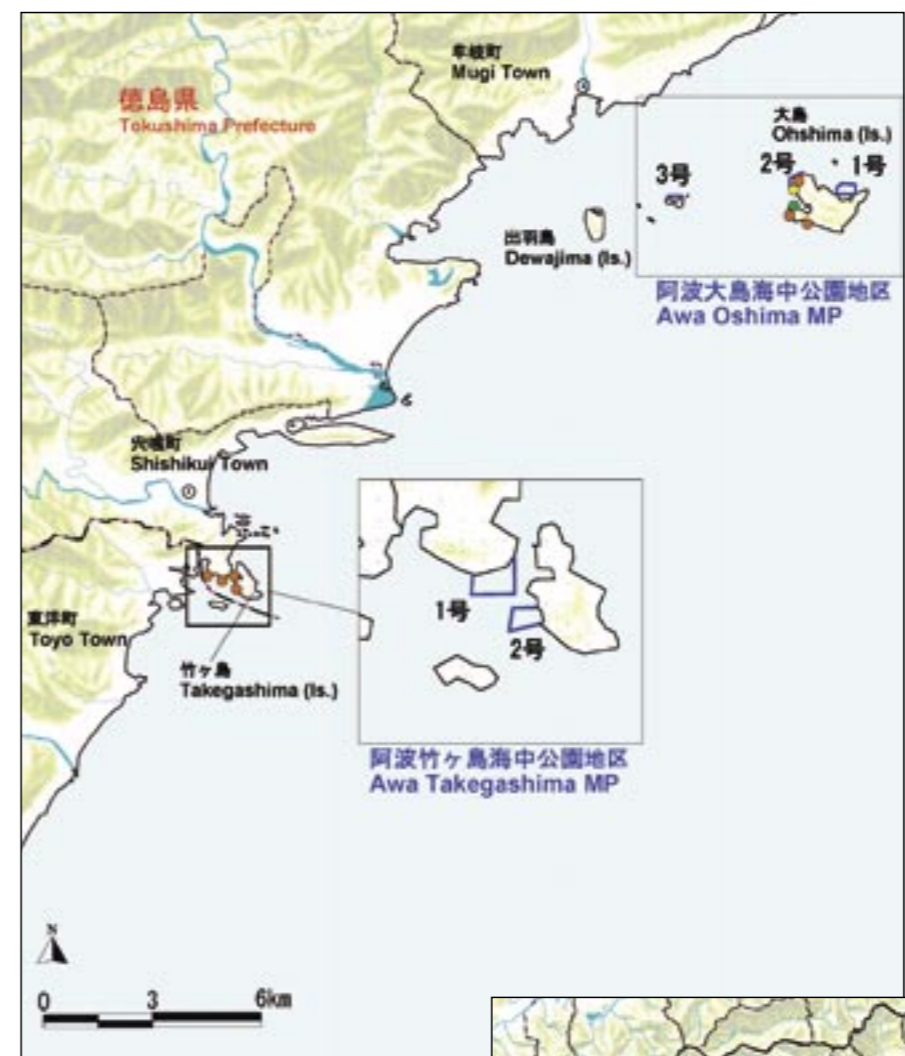 牟岐町
Mugi Town
徳島県
Tokushima Prefecture
大島
Ohshima (Is.)
2号
1号
3号
出羽島
Dewajima (Is.)
阿波大島海中公園地区
Awa Oshima MP
宍喰町
Shishikui Town
1号
2号
東洋町
Toyo Town
竹ヶ島
Takegashima (Is.)
阿波竹ヶ島海中公園地区
Awa Takegashima MP
N
0 3 6km